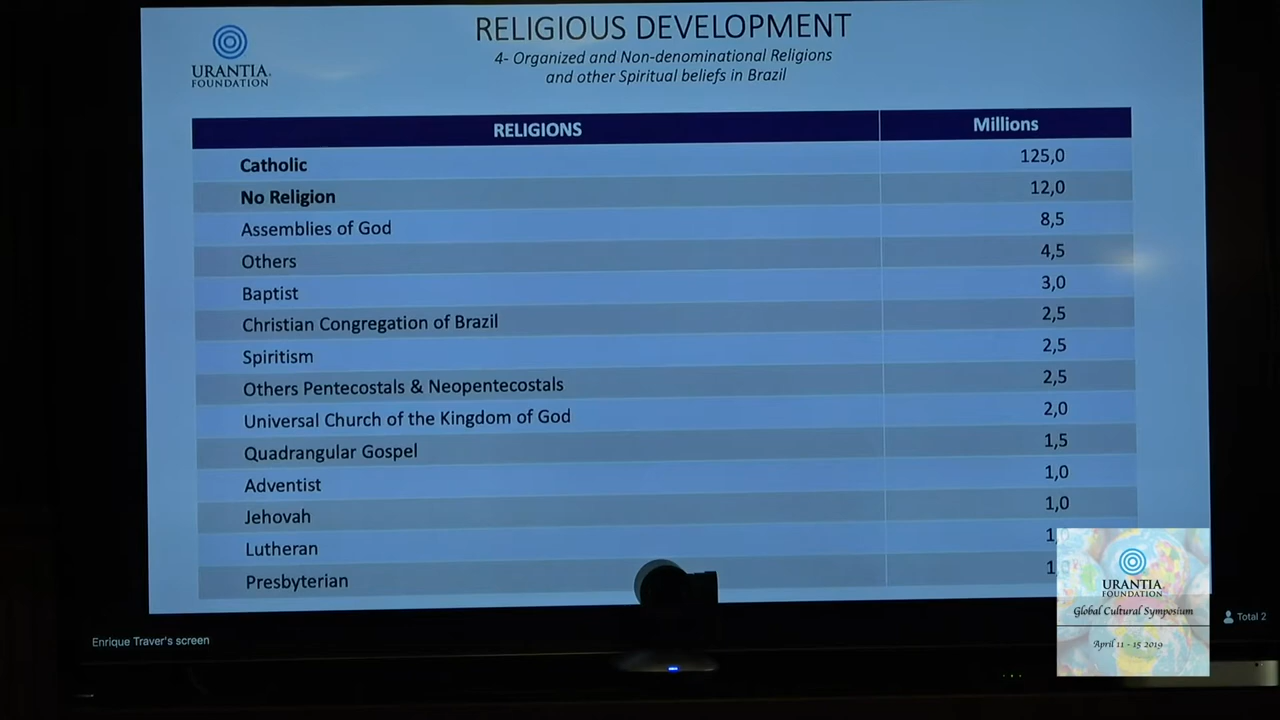 RELIGIOUS DEVELOPMENT
4- Organized and Non-denominational Religions
and other Spiritual beliefs in Brazil
URANTIA
FOUNDATION
RELIGIONS Millions
Catholic 125,0
No Religion 12,0
Assemblies of God 8,5
Others 4,5
Baptist 3,0
Christian Congregation of Brazil 2,5
Spiritism 2,5
Others Pentecostals & Neopentecostals 2,5
Universal Church of the Kingdom of God 2,0
Quadrangular Gospel 1,5
Adventist 1,0
Jehovah 1,0
Lutheran
Presbyterian
Enrique Traver's screen
Total 2
URANTIA
FOUNDATION
Global Cultural Symposium
April 11 - 15 2019